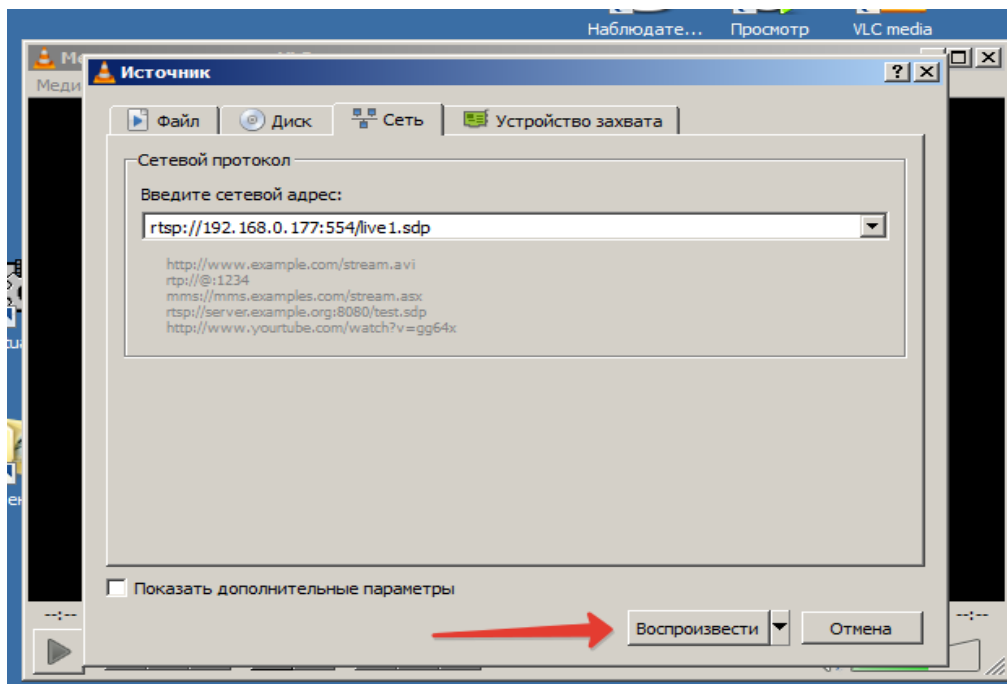 Наблюдате...
Просмотр
VLC media
Источник
Меди
Файл
Диск
Сеть
Устройство захвата
Сетевой протокол
Введите сетевой адрес:
rtsp://192.168.0.177:554/live1.sdp
http://www.example.com/stream.avi
rtp://@:1234
mms://mms.examples.com/stream.asx
rtsp://server.example.org:8080/test.sdp
http://www.yourtube.com/watch?v=gg64x
Показать дополнительные параметры
--:-- --:--
Воспроизвести
Отмена